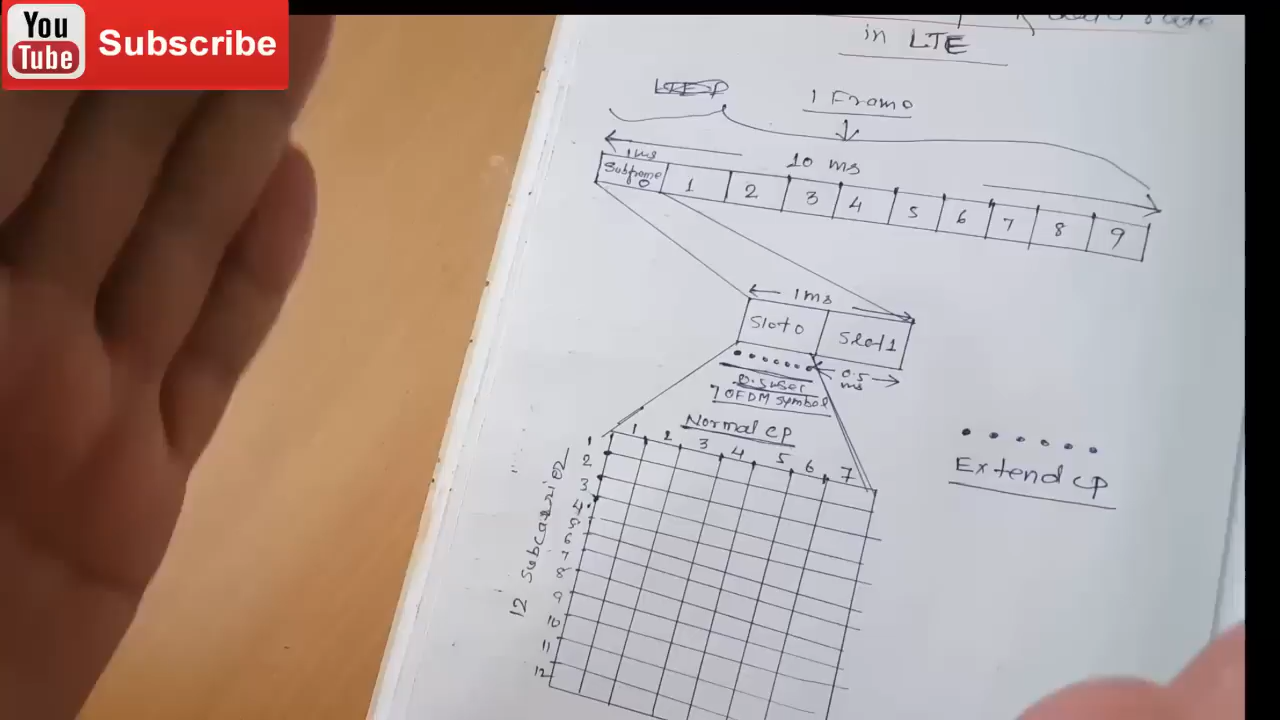 You
Tube Subscribe
in LTE
1 Frame
10 ms
1ms
Subframe
0 1 2 3 4 5 6 7 8 9
1ms
Slot 0 Slot 1
0.5
ms
7 OFDM symbol
Normal CP
1 2 3 4 5 6 7
1
2
3
4
5
6
7
8
9
10
11
12
12 Subcarrier
Extend CP